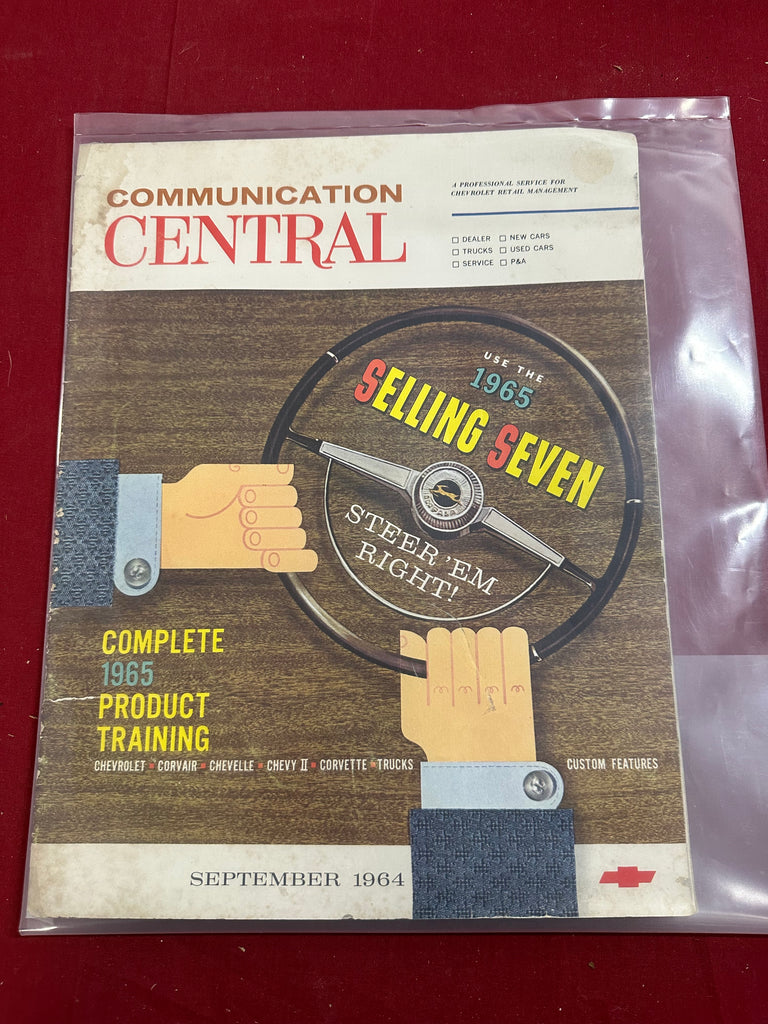 COMMUNICATION
CENTRAL
A PROFESSIONAL SERVICE FOR
CHEVROLET RETAIL MANAGEMENT
DEALER NEW CARS
TRUCKS USED CARS
SERVICE P&A
USE THE
1965
SELLING SEVEN
STEER 'EM
RIGHT!
COMPLETE
1965
PRODUCT
TRAINING
CHEVROLET CORVAIR CHEVELLE CHEVY II CORVETTE TRUCKS CUSTOM FEATURES
SEPTEMBER 1964